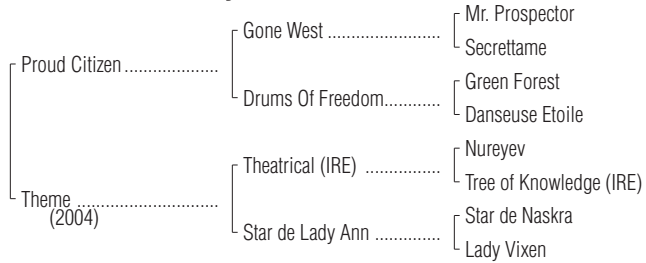 Mr. Prospector
Gone West ........................
Secrettame
Proud Citizen....................
Green Forest
Drums Of Freedom............
Danseuse Etoile
Nureyev
Theatrical (IRE) ................
Tree of Knowledge (IRE)
Theme .............................
(2004)
Star de Naskra
Star de Lady Ann ..............
Lady Vixen